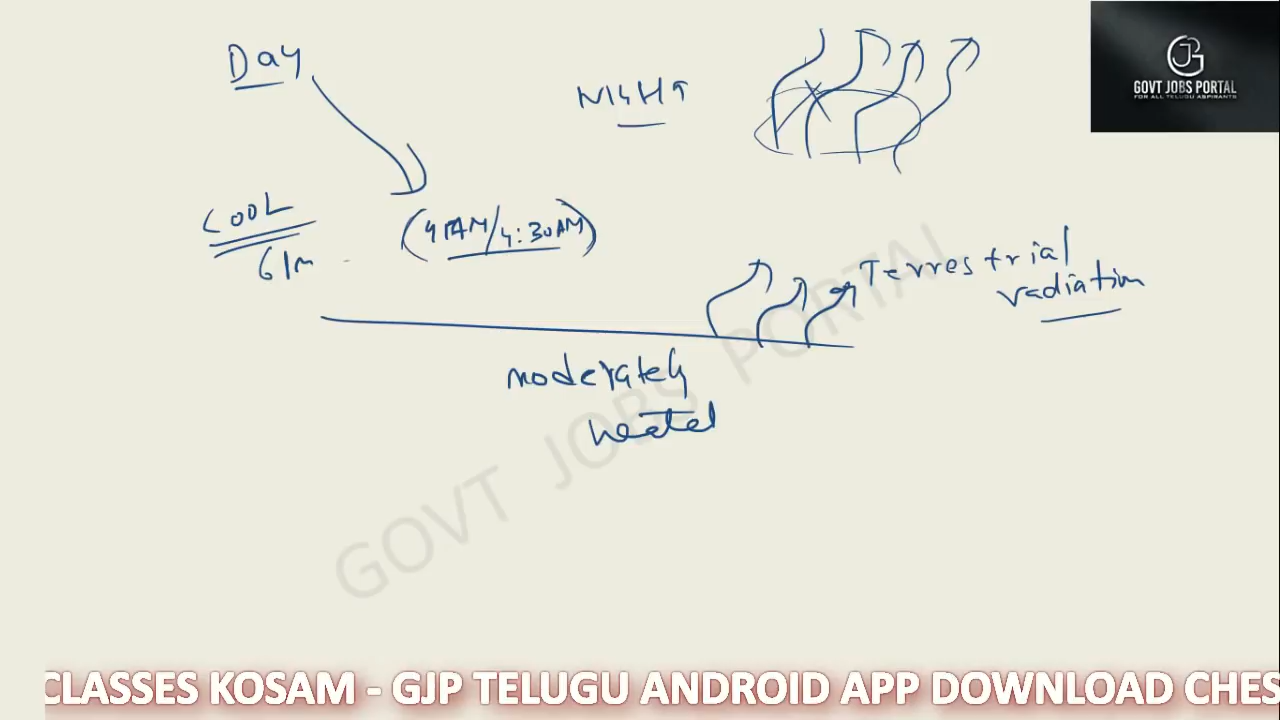 Day
NIGHT
GOVT JOBS PORTAL
FOR ALL TELUGU ASPIRANTS
COOL
(4AM/4:30AM)
Terrestrial
radiation
moderately
heated
GOVT JOBS PORTAL
CLASSES KOSAM - GJP TELUGU ANDROID APP DOWNLOAD CHES